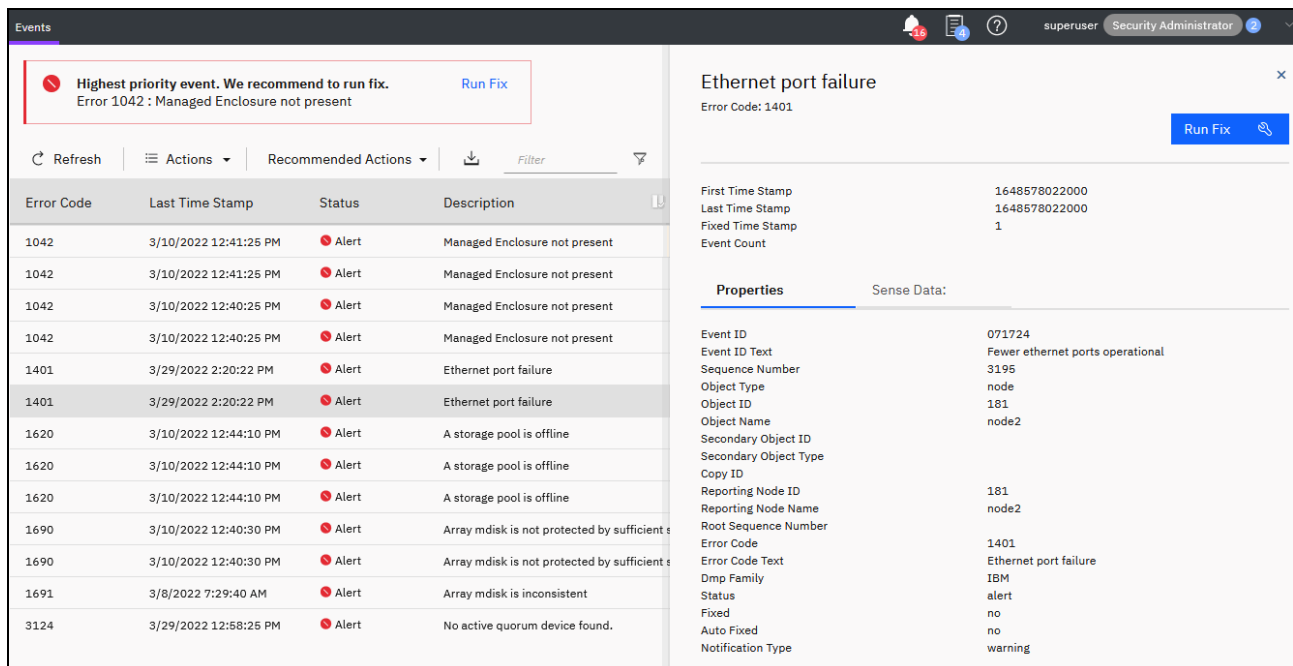 Events
16
4
superuser Security Administrator 2
Highest priority event. We recommend to run fix. Run Fix
Error 1042 : Managed Enclosure not present
Refresh Actions Recommended Actions Filter
Error Code Last Time Stamp Status Description
1042 3/10/2022 12:41:25 PM Alert Managed Enclosure not present
1042 3/10/2022 12:41:25 PM Alert Managed Enclosure not present
1042 3/10/2022 12:40:25 PM Alert Managed Enclosure not present
1042 3/10/2022 12:40:25 PM Alert Managed Enclosure not present
1401 3/29/2022 2:20:22 PM Alert Ethernet port failure
1401 3/29/2022 2:20:22 PM Alert Ethernet port failure
1620 3/10/2022 12:44:10 PM Alert A storage pool is offline
1620 3/10/2022 12:44:10 PM Alert A storage pool is offline
1620 3/10/2022 12:44:10 PM Alert A storage pool is offline
1690 3/10/2022 12:40:30 PM Alert Array mdisk is not protected by sufficient s
1690 3/10/2022 12:40:30 PM Alert Array mdisk is not protected by sufficient s
1691 3/8/2022 7:29:40 AM Alert Array mdisk is inconsistent
3124 3/29/2022 12:58:25 PM Alert No active quorum device found.
Ethernet port failure
Error Code: 1401
Run Fix
First Time Stamp 1648578022000
Last Time Stamp 1648578022000
Fixed Time Stamp 1
Event Count
Properties Sense Data:
Event ID 071724
Event ID Text Fewer ethernet ports operational
Sequence Number 3195
Object Type node
Object ID 181
Object Name node2
Secondary Object ID
Secondary Object Type
Copy ID
Reporting Node ID 181
Reporting Node Name node2
Root Sequence Number
Error Code 1401
Error Code Text Ethernet port failure
Dmp Family IBM
Status alert
Fixed no
Auto Fixed no
Notification Type warning